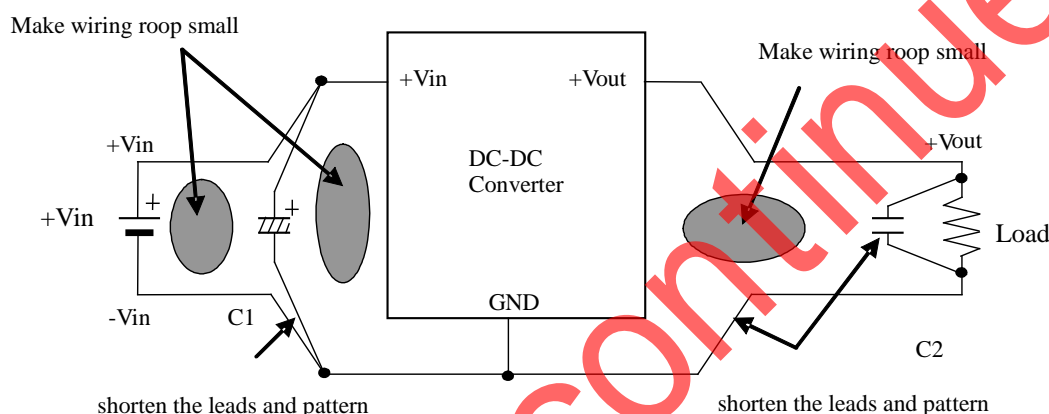 Make wiring roop small
Make wiring roop small
+Vin
+Vout
+Vin
+Vout
DC-DC
Converter
+
+
+Vin
Load
GND
-Vin
C1
C2
shorten the leads and pattern
shorten the leads and pattern
continue